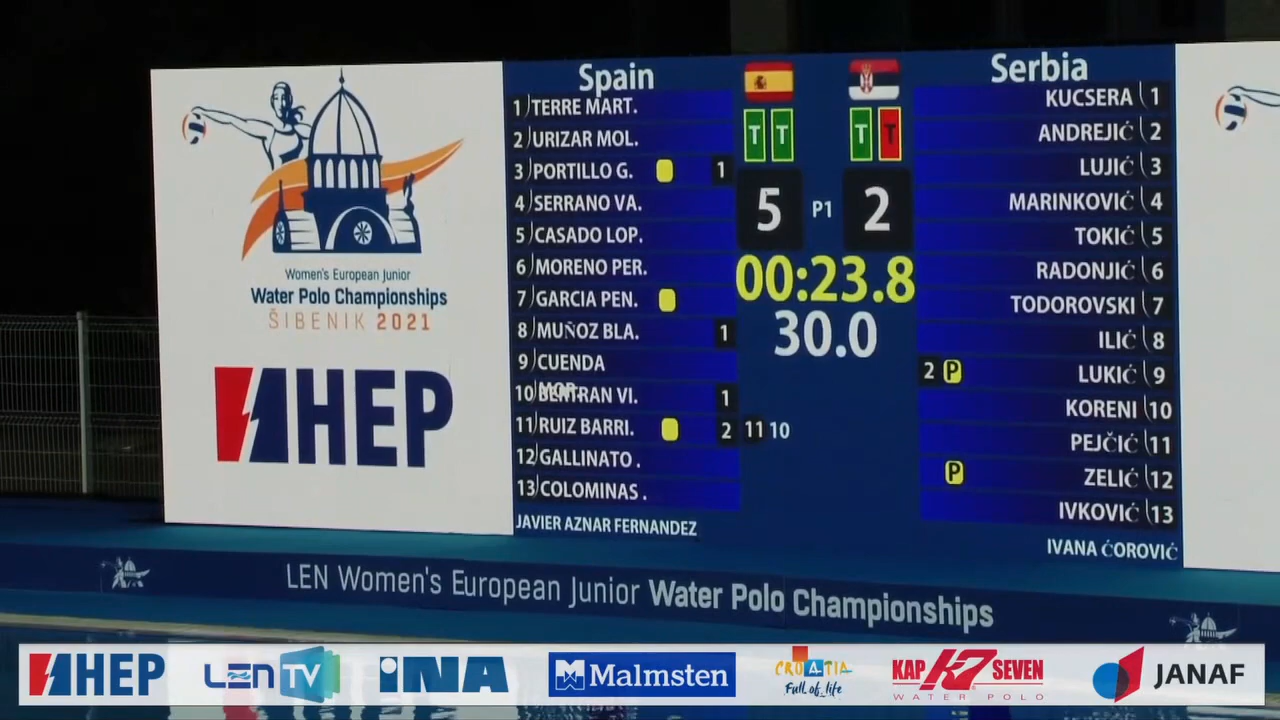 Women's European Junior
Water Polo Championships
ŠIBENIK 2021
HEP
Spain
1 TERRE MART.
2 URIZAR MOL.
3 PORTILLO G. 1
4 SERRANO VA.
5 CASADO LOP.
6 MORENO PER.
7 GARCIA PEN.
8 MUÑOZ BLA. 1
9 CUENDA
MOR.
10 BELTRAN VI. 1
11 RUIZ BARRI. 2 11 10
12 GALLINATO .
13 COLOMINAS .
JAVIER AZNAR FERNANDEZ
T T T T
5 P1 2
00:23.8
30.0
Serbia
KUCSERA 1
ANDREJIĆ 2
LUJIĆ 3
MARINKOVIĆ 4
TOKIĆ 5
RADONJIĆ 6
TODOROVSKI 7
ILIĆ 8
2 P LUKIĆ 9
KORENI 10
PEJČIĆ 11
P ZELIĆ 12
IVKOVIĆ 13
IVANA ĆOROVIĆ
LEN Women's European Junior Water Polo Championships
HEP LEN TV INA Malmsten CROATIA Full of life KAP K7 SEVEN WATER POLO JANAF